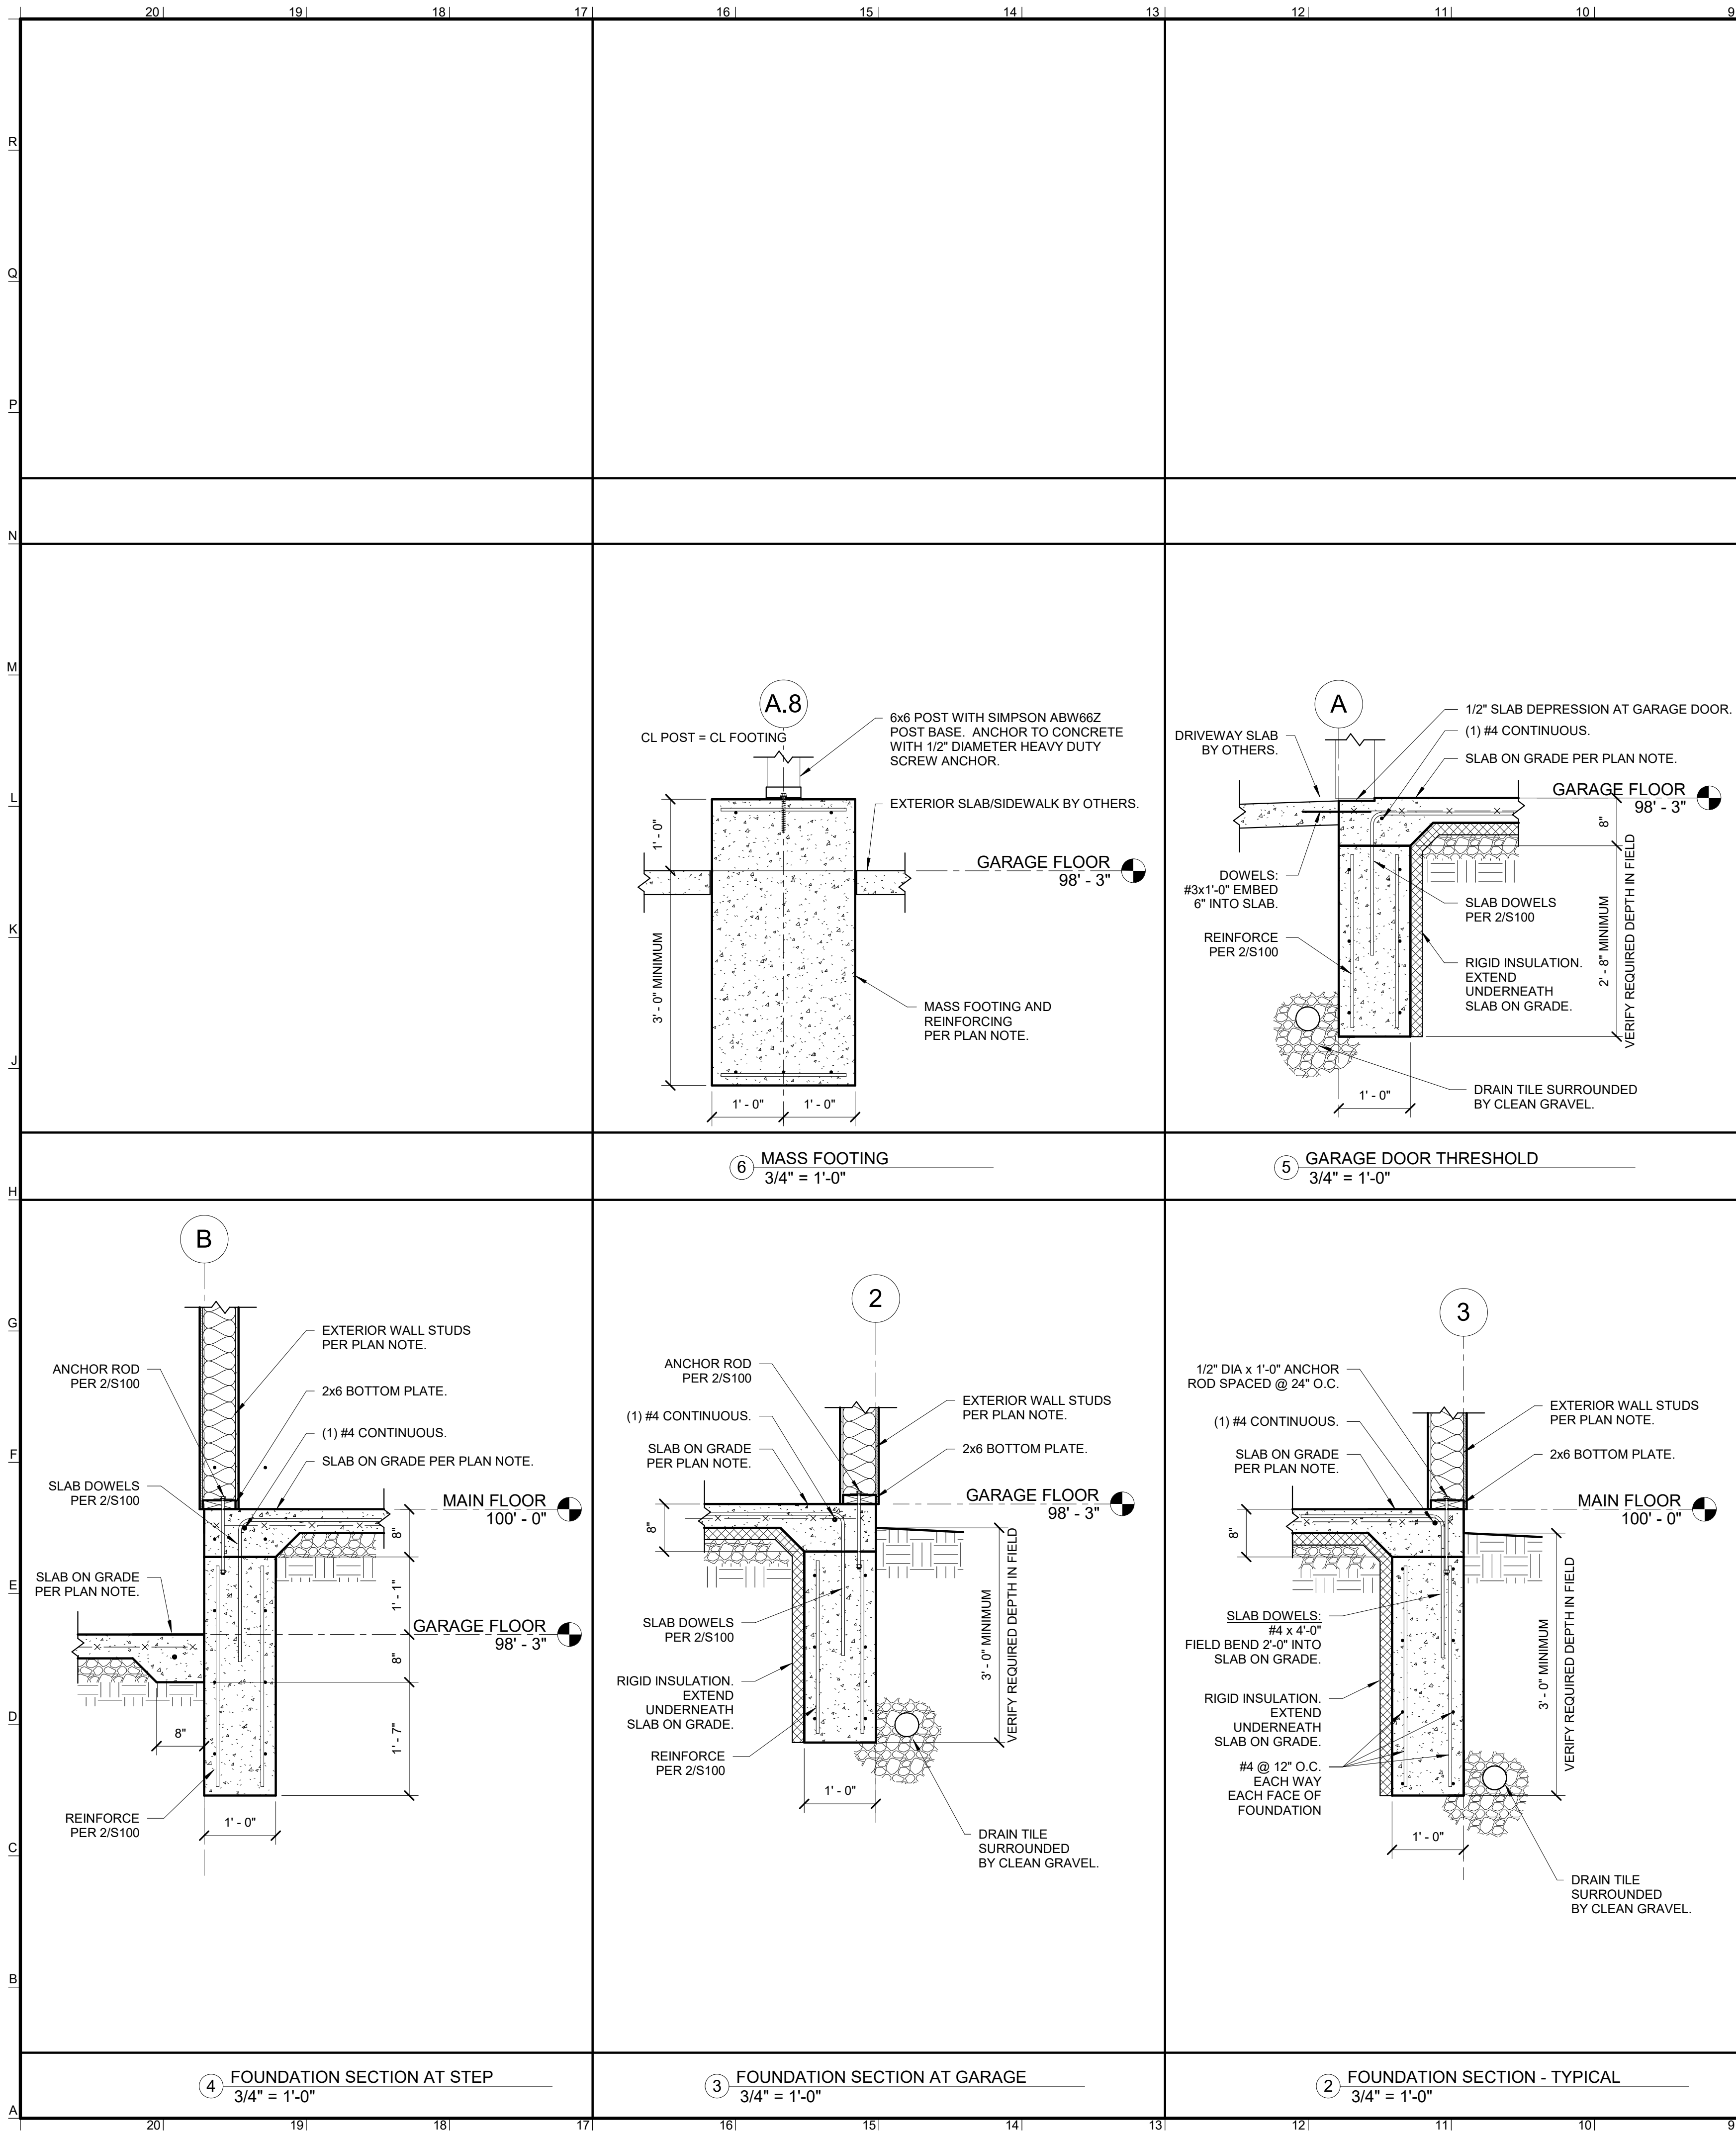 20
19
18
17
16
15
14
13
12
11
10
9
R
Q
P
N
M
L
K
J
H
G
F
E
D
C
B
A
A.8
CL POST = CL FOOTING
6x6 POST WITH SIMPSON ABW66Z
POST BASE.  ANCHOR TO CONCRETE
WITH 1/2" DIAMETER HEAVY DUTY
SCREW ANCHOR.
EXTERIOR SLAB/SIDEWALK BY OTHERS.
GARAGE FLOOR
98' - 3"
1' - 0"
3' - 0" MINIMUM
MASS FOOTING AND
REINFORCING
PER PLAN NOTE.
1' - 0"
1' - 0"
6
MASS FOOTING
3/4" = 1'-0"
A
1/2" SLAB DEPRESSION AT GARAGE DOOR.
(1) #4 CONTINUOUS.
SLAB ON GRADE PER PLAN NOTE.
DRIVEWAY SLAB
BY OTHERS.
GARAGE FLOOR
98' - 3"
8"
DOWELS:
#3x1'-0" EMBED
6" INTO SLAB.
SLAB DOWELS
PER 2/S100
REINFORCE
PER 2/S100
RIGID INSULATION.
EXTEND
UNDERNEATH
SLAB ON GRADE.
2' - 8" MINIMUM
VERIFY REQUIRED DEPTH IN FIELD
DRAIN TILE SURROUNDED
BY CLEAN GRAVEL.
1' - 0"
5
GARAGE DOOR THRESHOLD
3/4" = 1'-0"
B
EXTERIOR WALL STUDS
PER PLAN NOTE.
ANCHOR ROD
PER 2/S100
2x6 BOTTOM PLATE.
(1) #4 CONTINUOUS.
SLAB ON GRADE PER PLAN NOTE.
SLAB DOWELS
PER 2/S100
MAIN FLOOR
100' - 0"
8"
SLAB ON GRADE
PER PLAN NOTE.
1' - 1"
GARAGE FLOOR
98' - 3"
8"
8"
1' - 7"
REINFORCE
PER 2/S100
1' - 0"
4
FOUNDATION SECTION AT STEP
3/4" = 1'-0"
2
ANCHOR ROD
PER 2/S100
EXTERIOR WALL STUDS
PER PLAN NOTE.
(1) #4 CONTINUOUS.
SLAB ON GRADE
PER PLAN NOTE.
2x6 BOTTOM PLATE.
GARAGE FLOOR
98' - 3"
8"
SLAB DOWELS
PER 2/S100
3' - 0" MINIMUM
VERIFY REQUIRED DEPTH IN FIELD
RIGID INSULATION.
EXTEND
UNDERNEATH
SLAB ON GRADE.
REINFORCE
PER 2/S100
1' - 0"
DRAIN TILE
SURROUNDED
BY CLEAN GRAVEL.
3
FOUNDATION SECTION AT GARAGE
3/4" = 1'-0"
3
1/2" DIA x 1'-0" ANCHOR
ROD SPACED @ 24" O.C.
EXTERIOR WALL STUDS
PER PLAN NOTE.
(1) #4 CONTINUOUS.
SLAB ON GRADE
PER PLAN NOTE.
2x6 BOTTOM PLATE.
MAIN FLOOR
100' - 0"
8"
SLAB DOWELS:
#4 x 4'-0"
FIELD BEND 2'-0" INTO
SLAB ON GRADE.
3' - 0" MINIMUM
VERIFY REQUIRED DEPTH IN FIELD
RIGID INSULATION.
EXTEND
UNDERNEATH
SLAB ON GRADE.
#4 @ 12" O.C.
EACH WAY
EACH FACE OF
FOUNDATION
1' - 0"
DRAIN TILE
SURROUNDED
BY CLEAN GRAVEL.
2
FOUNDATION SECTION - TYPICAL
3/4" = 1'-0"
20
19
18
17
16
15
14
13
12
11
10
9